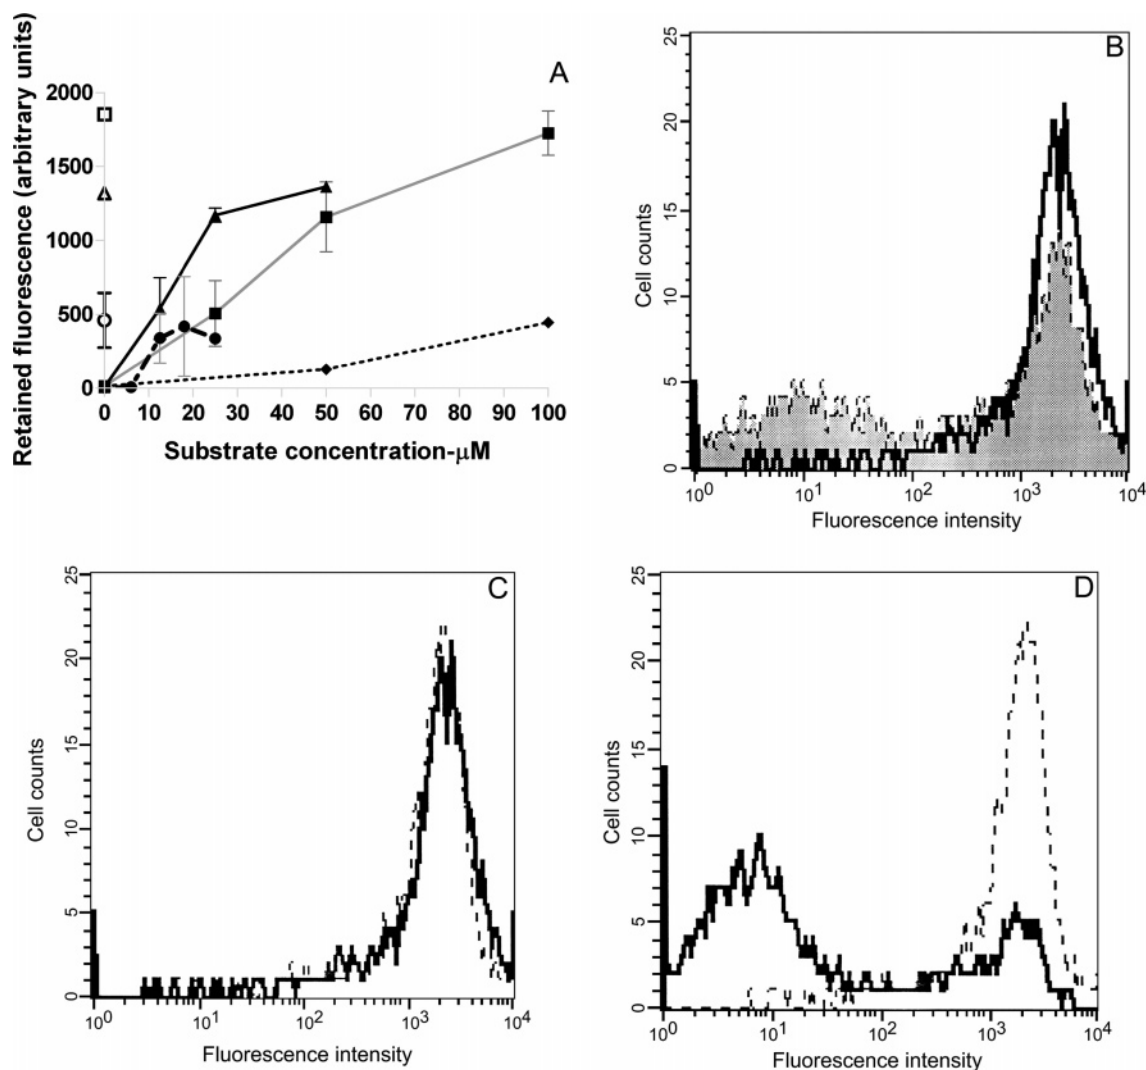 A
Retained fluorescence (arbitrary units)
2000
1500
1000
500
0
0 10 20 30 40 50 60 70 80 90 100
Substrate concentration-μM
B
Cell counts
25
20
15
10
5
0
10^0 10^1 10^2 10^3 10^4
Fluorescence intensity
C
Cell counts
25
20
15
10
5
0
10^0 10^1 10^2 10^3 10^4
Fluorescence intensity
D
Cell counts
25
20
15
10
5
0
10^0 10^1 10^2 10^3 10^4
Fluorescence intensity